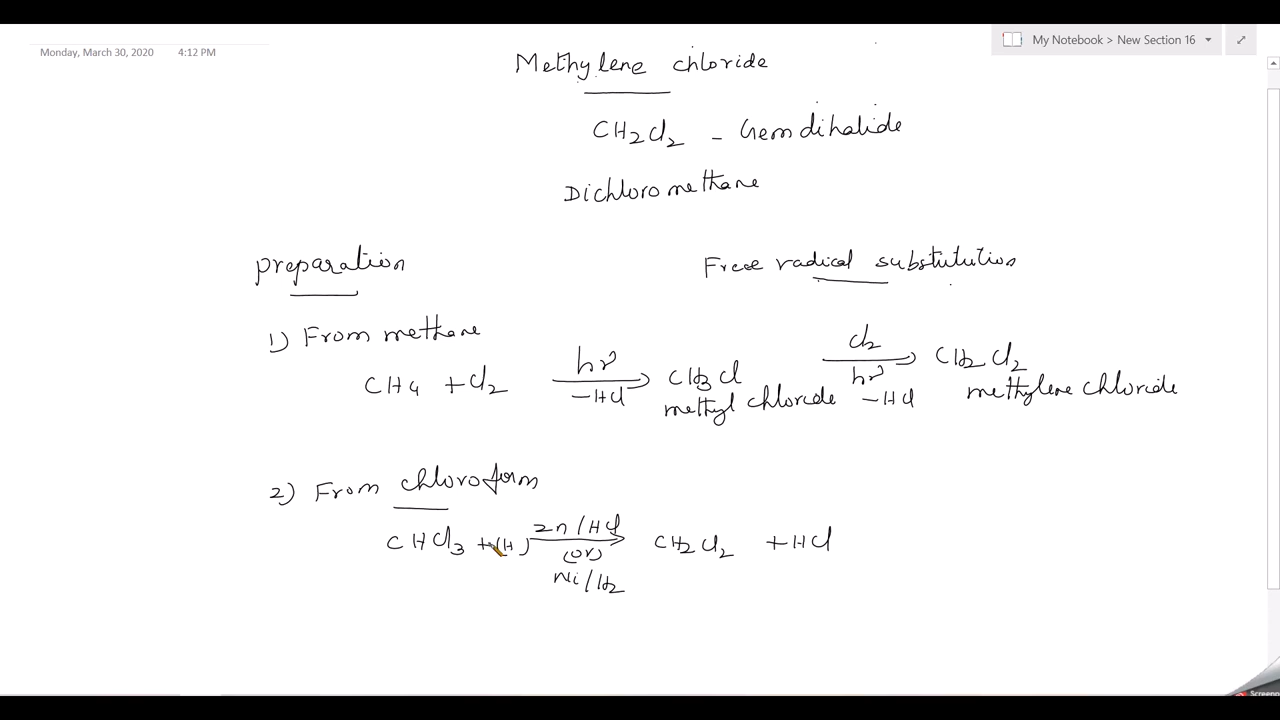 Monday, March 30, 2020 4:12 PM
My Notebook > New Section 16
Methylene chloride
CH2Cl2 - Gem dihalide
Dichloromethane
Preparation
Free radical substitution
1) From methane
CH4 + Cl2 hν -HCl CH3Cl Cl2 hν -HCl CH2Cl2
methyl chloride methylene chloride
2) From chloroform
CHCl3 + (H) Zn/HCl (or) Ni/H2 CH2Cl2 + HCl